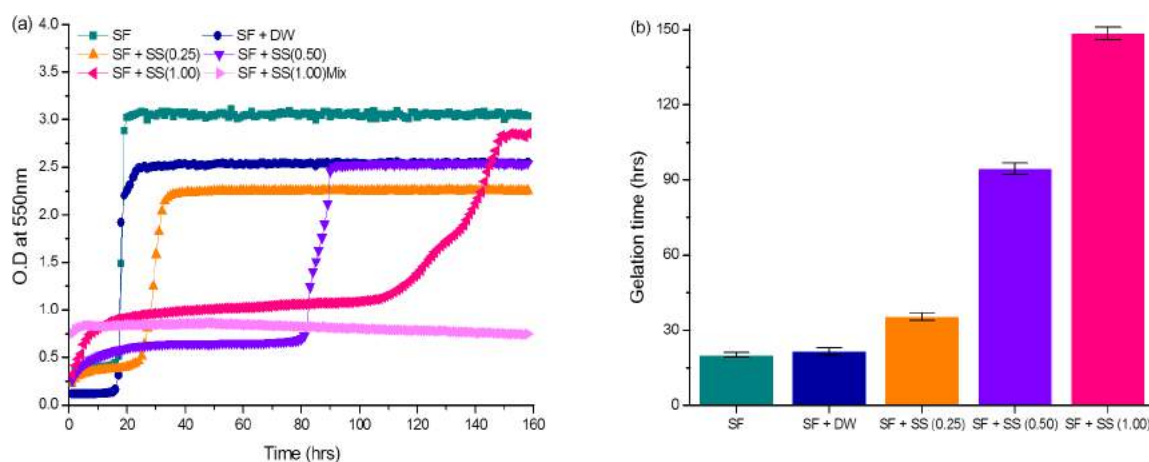 (a)
4.0
3.5
3.0
2.5
2.0
1.5
1.0
0.5
0.0
O.D at 550nm
SF SF + DW
SF + SS(0.25) SF + SS(0.50)
SF + SS(1.00) SF + SS(1.00)Mix
0 20 40 60 80 100 120 140 160
Time (hrs)
(b)
150
120
90
60
30
0
Gelation time (hrs)
SF SF + DW SF + SS (0.25) SF + SS (0.50) SF + SS (1.00)